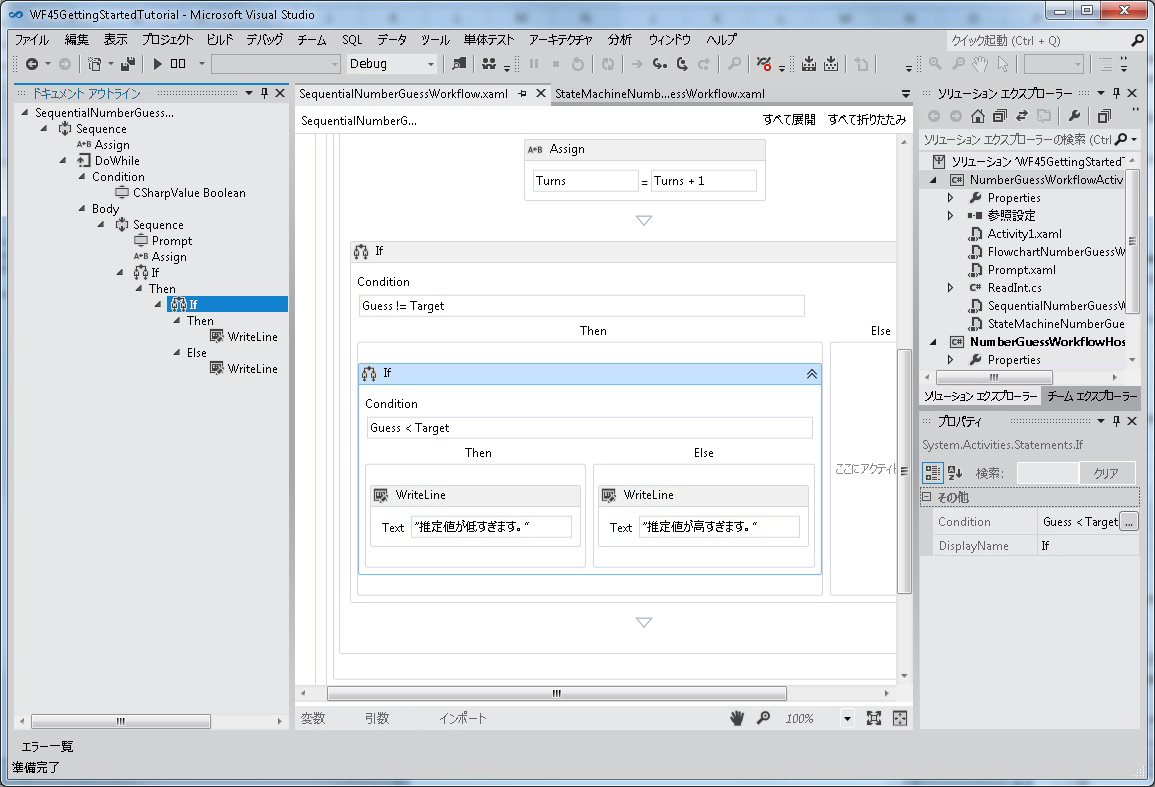 WF45GettingStartedTutorial - Microsoft Visual Studio
ファイル 編集 表示 プロジェクト ビルド デバッグ チーム SQL データ ツール 単体テスト アーキテクチャ 分析 ウィンドウ ヘルプ
クイック起動 (Ctrl + Q)
Debug
ドキュメント アウトライン
SequentialNumberGuess...
Sequence
Assign
DoWhile
Condition
CSharpValue Boolean
Body
Sequence
Prompt
Assign
If
Then
If
Then
WriteLine
Else
WriteLine
SequentialNumberGuessWorkflow.xaml
StateMachineNumb...essWorkflow.xaml
SequentialNumberG...
すべて展開 すべて折りたたみ
Assign
Turns = Turns + 1
If
Condition
Guess != Target
Then Else
If
Condition
Guess < Target
Then Else
WriteLine
Text "推定値が低すぎます。"
WriteLine
Text "推定値が高すぎます。"
ここにアクティビ
変数 引数 インポート
100%
ソリューション エクスプローラー
ソリューション エクスプローラーの検索 (Ctrl
ソリューション 'WF45GettingStartedT
NumberGuessWorkflowActiv
Properties
参照設定
Activity1.xaml
FlowchartNumberGuessW
Prompt.xaml
ReadInt.cs
SequentialNumberGuessW
StateMachineNumberGue
NumberGuessWorkflowHos
Properties
ソリューション エクスプローラー チーム エクスプローラー
プロパティ
System.Activities.Statements.If
検索: クリア
その他
Condition Guess < Target ...
DisplayName If
エラー一覧
準備完了